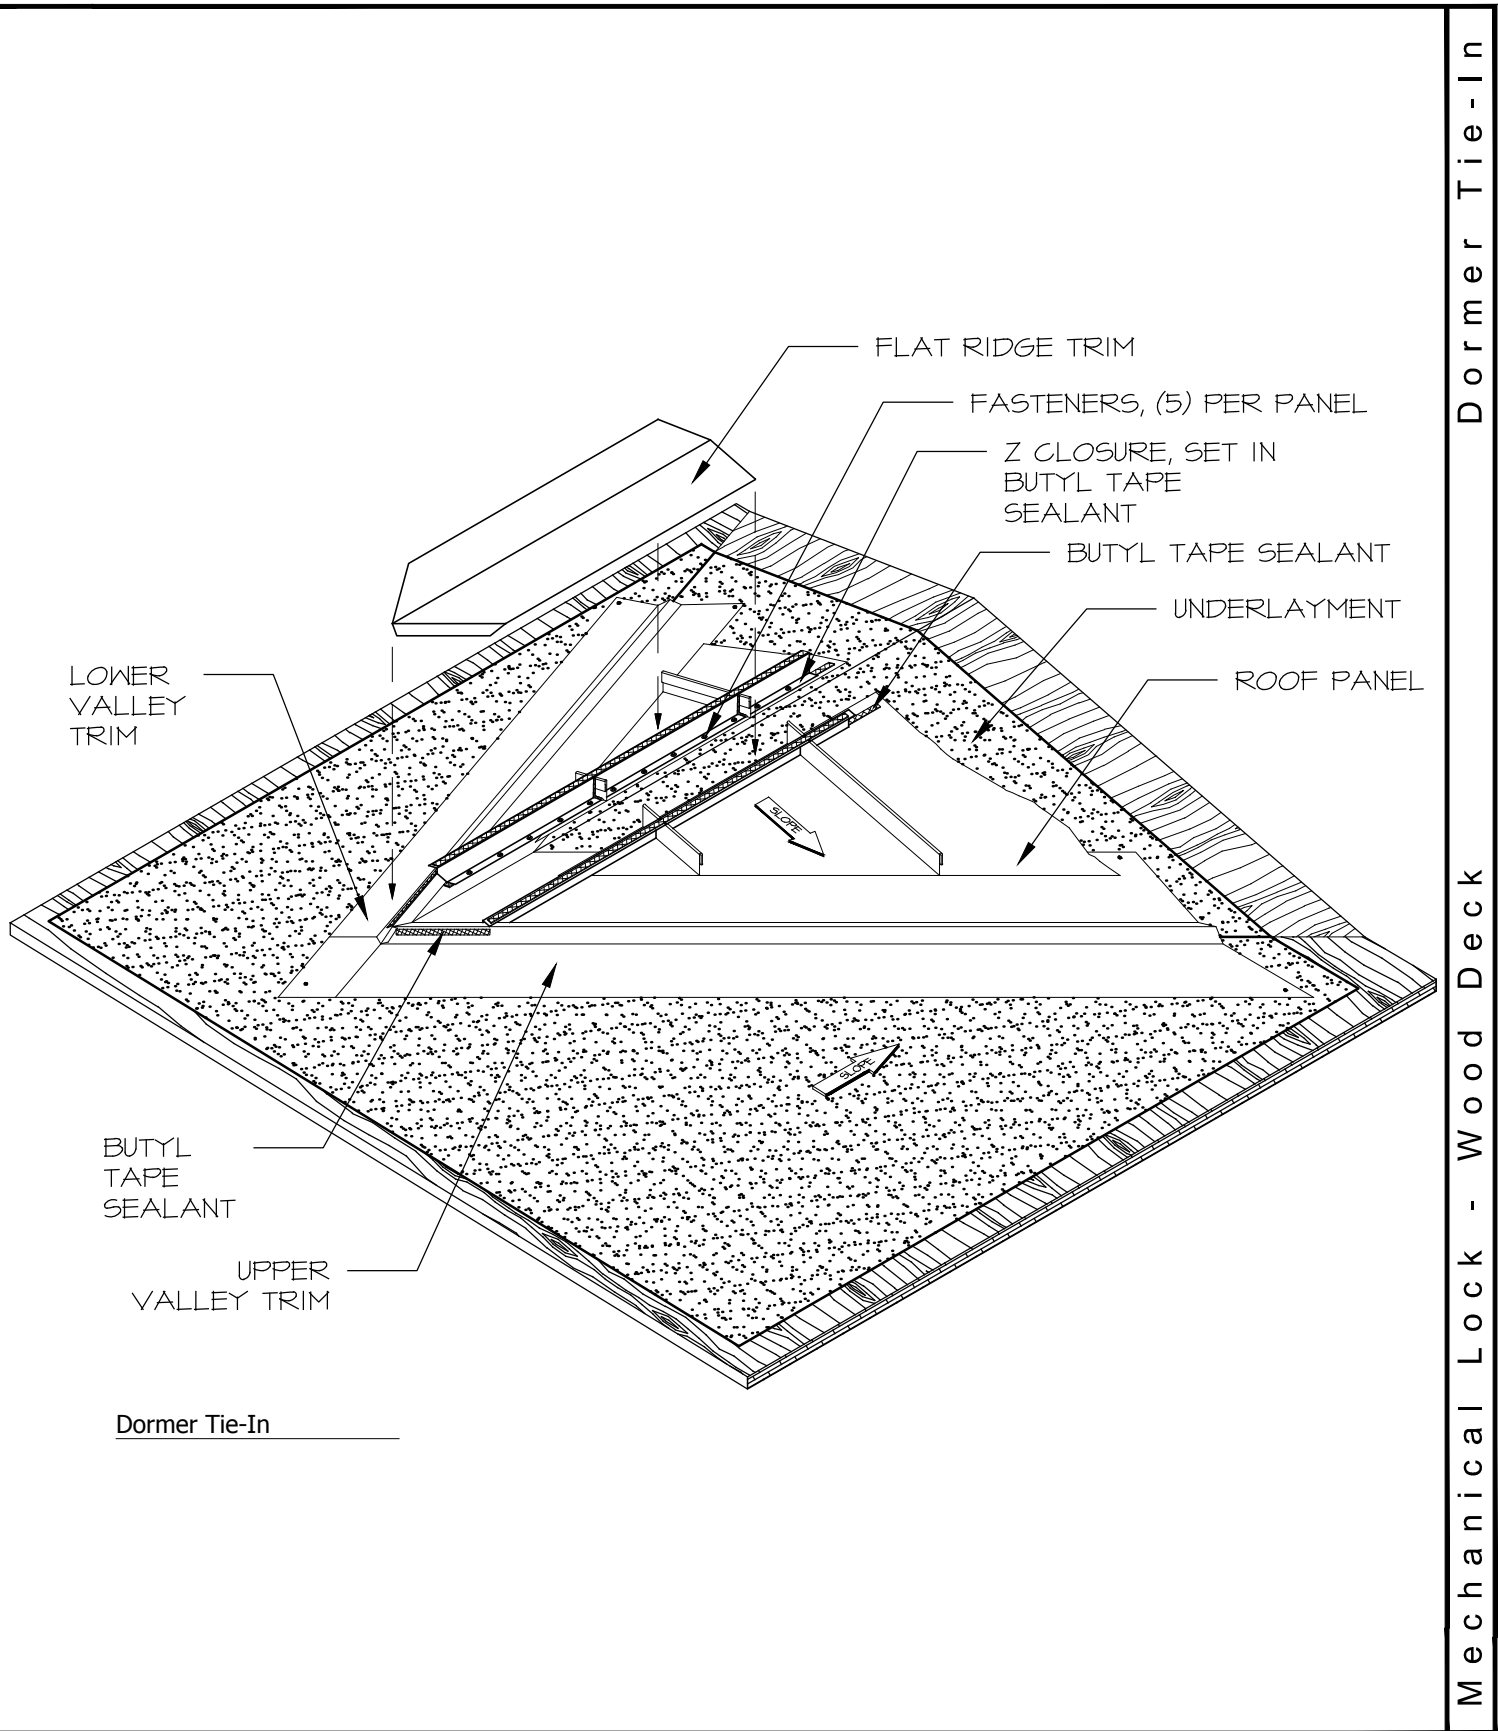 FLAT RIDGE TRIM
FASTENERS, (5) PER PANEL
Z CLOSURE, SET IN
BUTYL TAPE
SEALANT
BUTYL TAPE SEALANT
UNDERLAYMENT
ROOF PANEL
LOWER
VALLEY
TRIM
SLOPE
SLOPE
BUTYL
TAPE
SEALANT
UPPER
VALLEY TRIM
Dormer Tie-In
Mechanical Lock - Wood Deck Dormer Tie-In